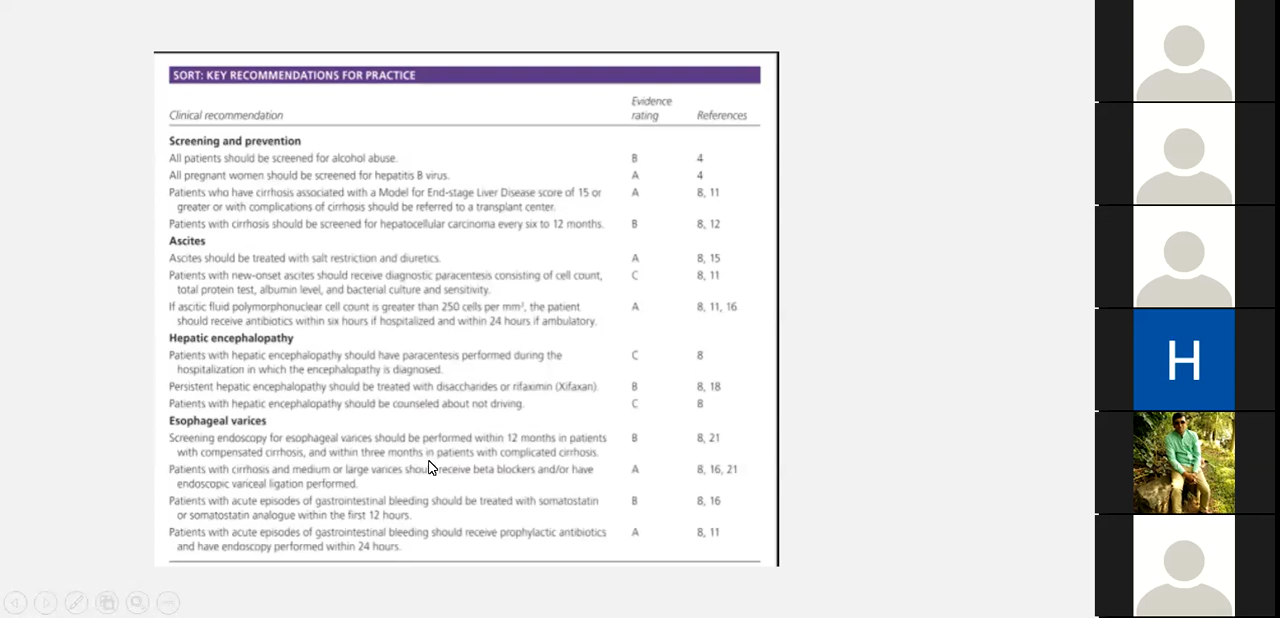 SORT: KEY RECOMMENDATIONS FOR PRACTICE
Clinical recommendation Evidence rating References
Screening and prevention
All patients should be screened for alcohol abuse. B 4
All pregnant women should be screened for hepatitis B virus. A 4
Patients who have cirrhosis associated with a Model for End-stage Liver Disease score of 15 or A 8, 11
greater or with complications of cirrhosis should be referred to a transplant center.
Patients with cirrhosis should be screened for hepatocellular carcinoma every six to 12 months. B 8, 12
Ascites
Ascites should be treated with salt restriction and diuretics. A 8, 15
Patients with new-onset ascites should receive diagnostic paracentesis consisting of cell count, C 8, 11
total protein test, albumin level, and bacterial culture and sensitivity.
If ascitic fluid polymorphonuclear cell count is greater than 250 cells per mm³, the patient A 8, 11, 16
should receive antibiotics within six hours if hospitalized and within 24 hours if ambulatory.
Hepatic encephalopathy
Patients with hepatic encephalopathy should have paracentesis performed during the C 8
hospitalization in which the encephalopathy is diagnosed.
Persistent hepatic encephalopathy should be treated with disaccharides or rifaximin (Xifaxan). B 8, 18
Patients with hepatic encephalopathy should be counseled about not driving. C 8
Esophageal varices
Screening endoscopy for esophageal varices should be performed within 12 months in patients B 8, 21
with compensated cirrhosis, and within three months in patients with complicated cirrhosis.
Patients with cirrhosis and medium or large varices should receive beta blockers and/or have A 8, 16, 21
endoscopic variceal ligation performed.
Patients with acute episodes of gastrointestinal bleeding should be treated with somatostatin B 8, 16
or somatostatin analogue within the first 12 hours.
Patients with acute episodes of gastrointestinal bleeding should receive prophylactic antibiotics A 8, 11
and have endoscopy performed within 24 hours.
H